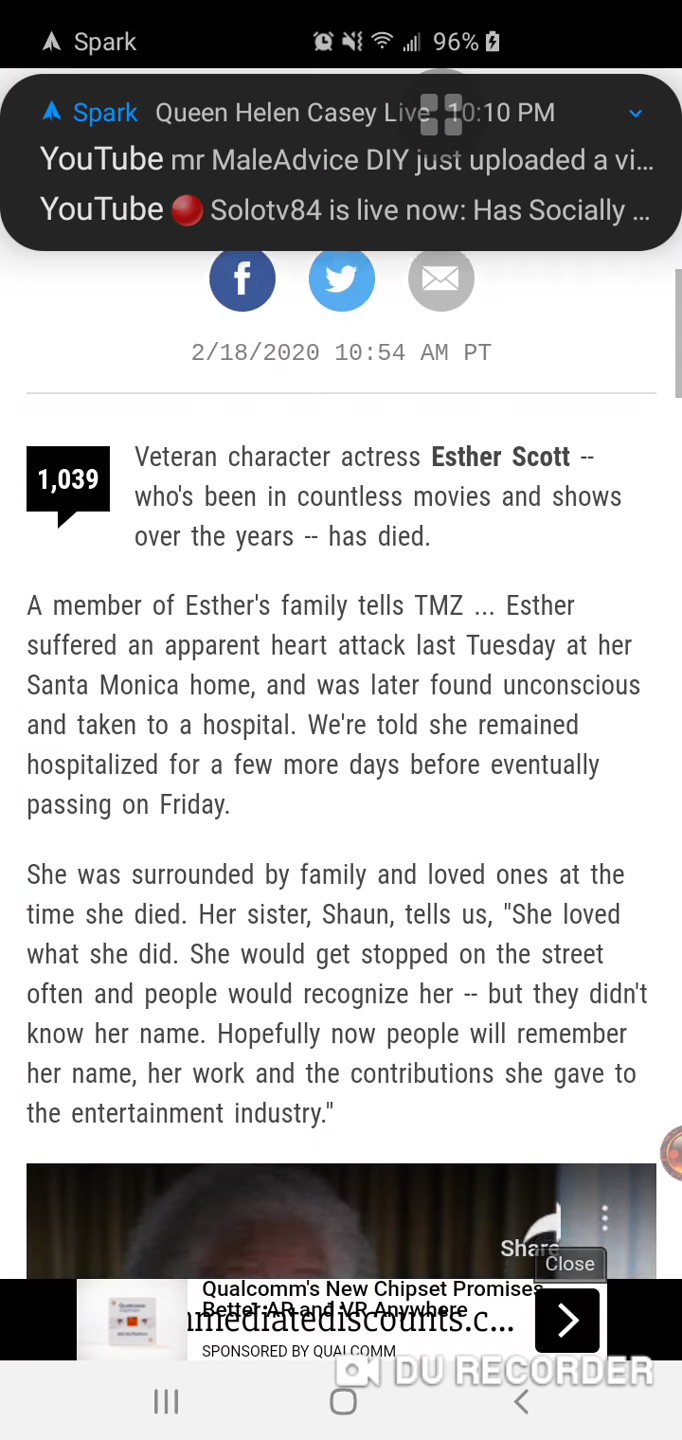 Spark 96%
Spark Queen Helen Casey Live 10:10 PM
YouTube mr MaleAdvice DIY just uploaded a vi...
YouTube 🔴 Solotv84 is live now: Has Socially ...
f
2/18/2020 10:54 AM PT
1,039
Veteran character actress Esther Scott --
who's been in countless movies and shows
over the years -- has died.
A member of Esther's family tells TMZ ... Esther
suffered an apparent heart attack last Tuesday at her
Santa Monica home, and was later found unconscious
and taken to a hospital. We're told she remained
hospitalized for a few more days before eventually
passing on Friday.
She was surrounded by family and loved ones at the
time she died. Her sister, Shaun, tells us, "She loved
what she did. She would get stopped on the street
often and people would recognize her -- but they didn't
know her name. Hopefully now people will remember
her name, her work and the contributions she gave to
the entertainment industry."
Share
Close
Qualcomm's New Chipset Promises
Better AR and VR Anywhere
mediatediscounts.c...
SPONSORED BY QUALCOMM
DU RECORDER